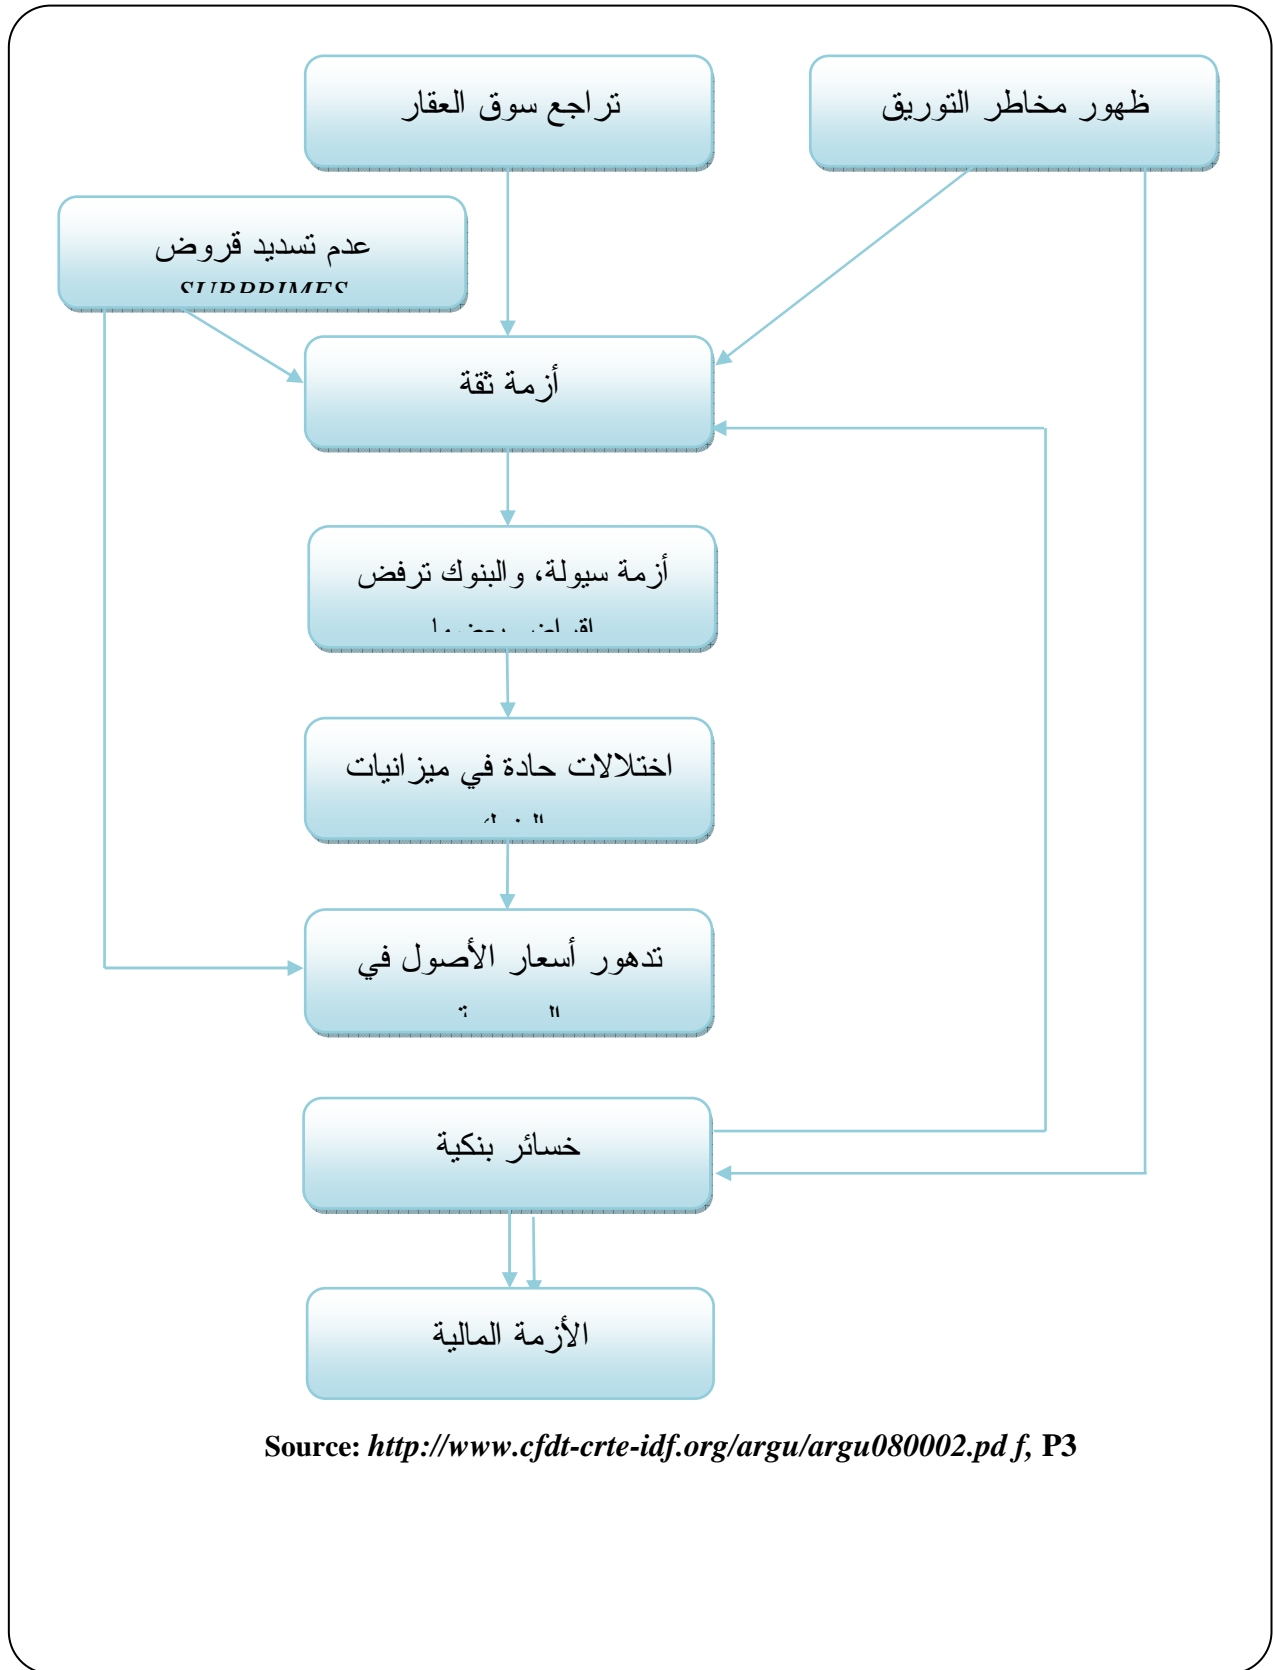 ظهور مخاطر التوريق
تراجع سوق العقار
عدم تسديد قروض
SUBPRIMES
أزمة ثقة
أزمة سيولة، والبنوك ترفض
اختلالات حادة في ميزانيات
تدهور أسعار الأصول في
خسائر بنكية
الأزمة المالية
Source: http://www.cfdt-crte-idf.org/argu/argu080002.pd f, P3